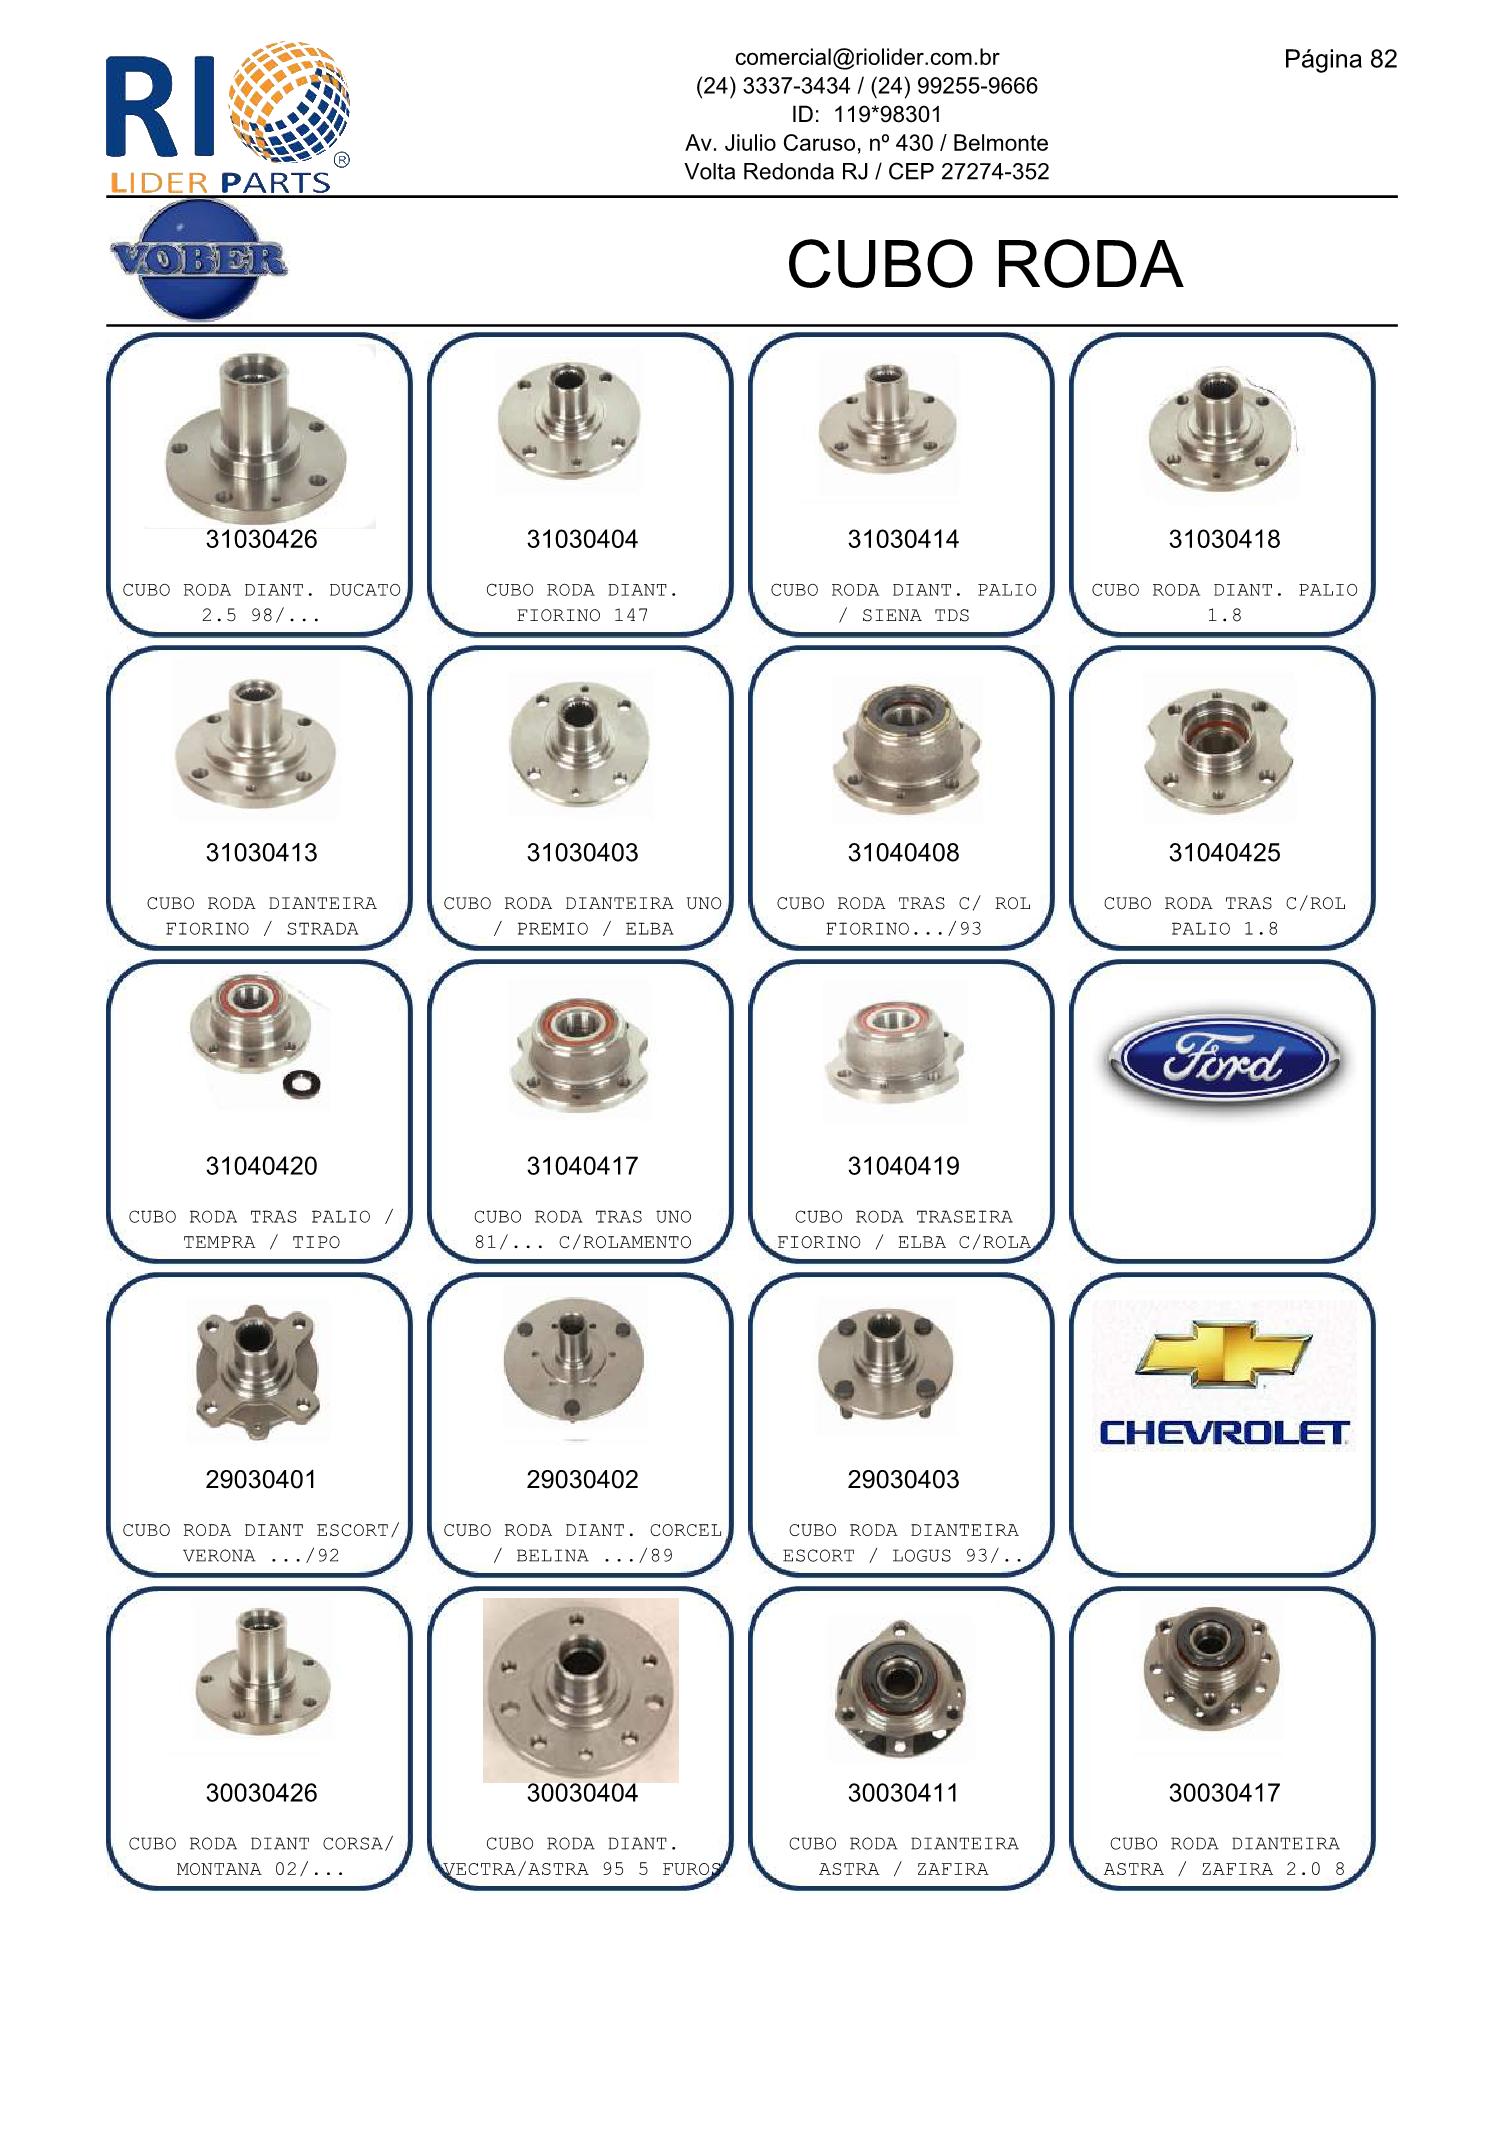 RIO
®
LIDER PARTS
comercial@riolider.com.br
(24) 3337-3434 / (24) 99255-9666
ID: 119*98301
Av. Jiulio Caruso, nº 430 / Belmonte
Volta Redonda RJ / CEP 27274-352
Página 82
VOBER
CUBO RODA
31030426
CUBO RODA DIANT. DUCATO
2.5 98/...
31030404
CUBO RODA DIANT.
FIORINO 147
31030414
CUBO RODA DIANT. PALIO
/ SIENA TDS
31030418
CUBO RODA DIANT. PALIO
1.8
31030413
CUBO RODA DIANTEIRA
FIORINO / STRADA
31030403
CUBO RODA DIANTEIRA UNO
/ PREMIO / ELBA
31040408
CUBO RODA TRAS C/ ROL
FIORINO.../93
31040425
CUBO RODA TRAS C/ROL
PALIO 1.8
31040420
CUBO RODA TRAS PALIO /
TEMPRA / TIPO
31040417
CUBO RODA TRAS UNO
81/... C/ROLAMENTO
31040419
CUBO RODA TRASEIRA
FIORINO / ELBA C/ROLA
Ford
29030401
CUBO RODA DIANT ESCORT/
VERONA .../92
29030402
CUBO RODA DIANT. CORCEL
/ BELINA .../89
29030403
CUBO RODA DIANTEIRA
ESCORT / LOGUS 93/..
CHEVROLET
30030426
CUBO RODA DIANT CORSA/
MONTANA 02/...
30030404
CUBO RODA DIANT.
VECTRA/ASTRA 95 5 FUROS
30030411
CUBO RODA DIANTEIRA
ASTRA / ZAFIRA
30030417
CUBO RODA DIANTEIRA
ASTRA / ZAFIRA 2.0 8